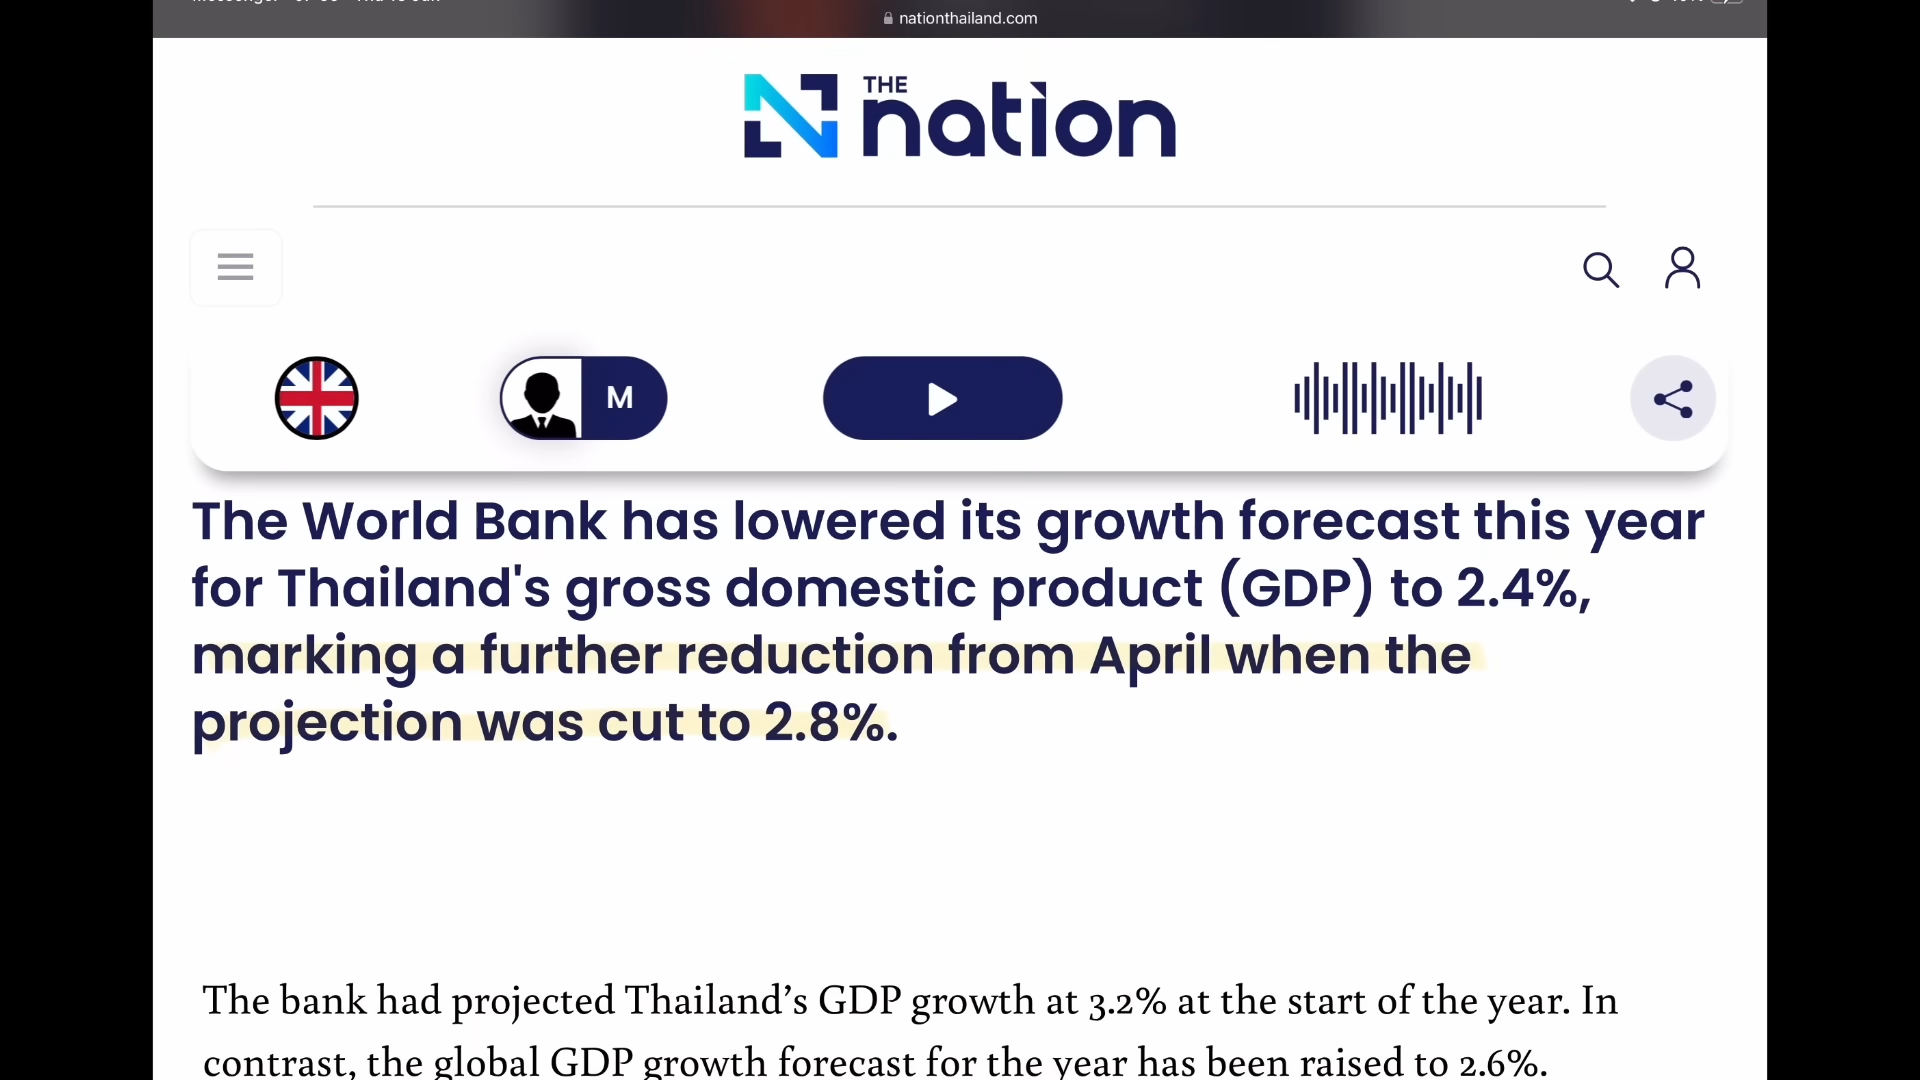 nationthailand.com
THE
nation
M
The World Bank has lowered its growth forecast this year
for Thailand's gross domestic product (GDP) to 2.4%,
marking a further reduction from April when the
projection was cut to 2.8%.
The bank had projected Thailand’s GDP growth at 3.2% at the start of the year. In
contrast, the global GDP growth forecast for the year has been raised to 2.6%.